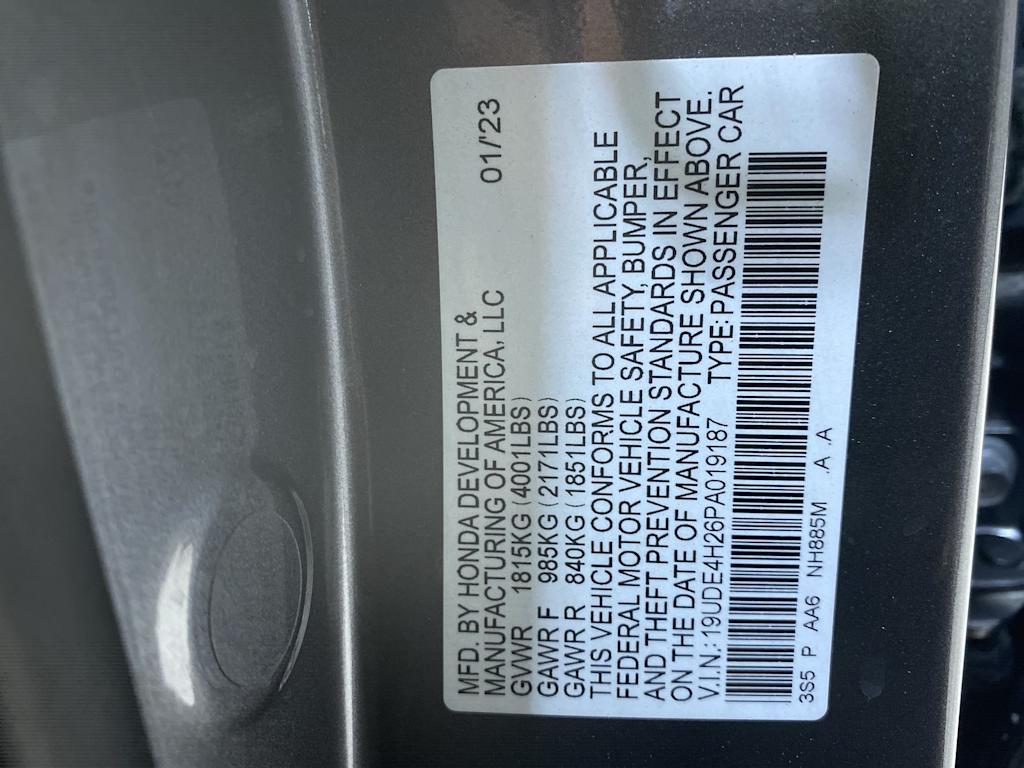 MFD. BY HONDA DEVELOPMENT &
MANUFACTURING OF AMERICA, LLC 01/'23
GVWR 1815KG (4001LBS)
GAWR F 985KG (2171LBS)
GAWR R 840KG (1851LBS)
THIS VEHICLE CONFORMS TO ALL APPLICABLE
FEDERAL MOTOR VEHICLE SAFETY, BUMPER,
AND THEFT PREVENTION STANDARDS IN EFFECT
ON THE DATE OF MANUFACTURE SHOWN ABOVE.
V.I.N.: 19UDE4H26PA019187 TYPE: PASSENGER CAR
3S5 P AA6 NH885M .A .A